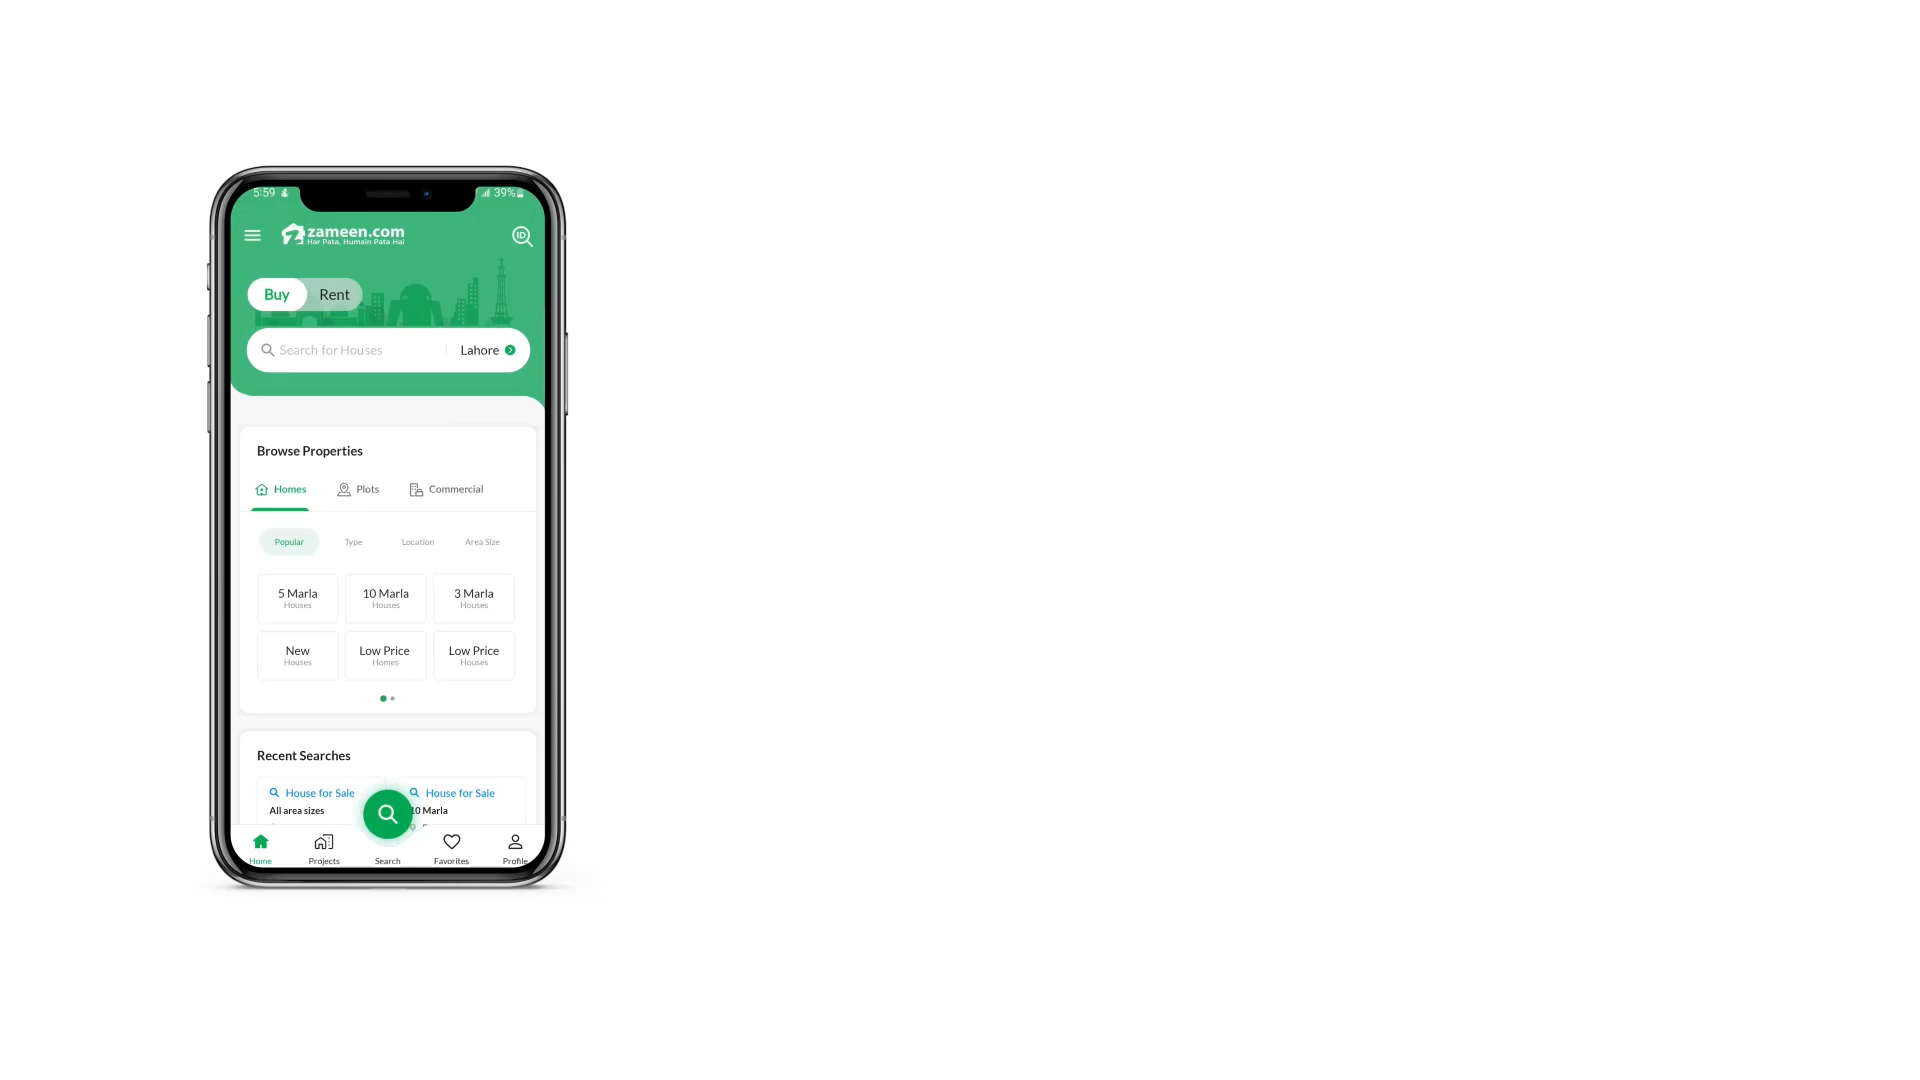 5:59
39%
zameen.com
Har Pata, Humain Pata Hai
ID
Buy
Rent
Search for Houses
Lahore
Browse Properties
Homes
Plots
Commercial
Popular
Type
Location
Area Size
5 Marla
Houses
10 Marla
Houses
3 Marla
Houses
New
Houses
Low Price
Homes
Low Price
Houses
Recent Searches
House for Sale
All area sizes
House for Sale
10 Marla
Home
Projects
Search
Favorites
Profile